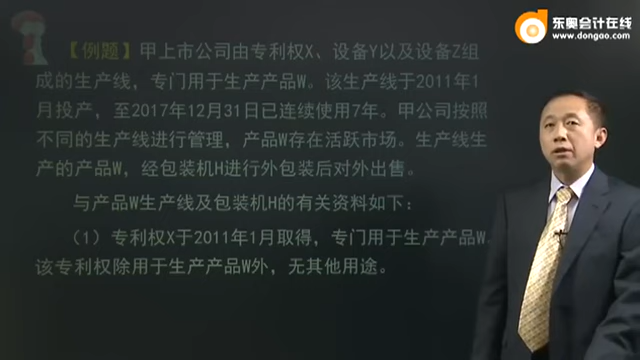 东奥会计在线
www.dongao.com
【例题】甲上市公司由专利权X、设备Y以及设备Z组
成的生产线，专门用于生产产品W。该生产线于2011年1
月投产，至2017年12月31日已连续使用7年。甲公司按照
不同的生产线进行管理，产品W存在活跃市场。生产线生
产的产品W，经包装机H进行外包装后对外出售。
与产品W生产线及包装机H的有关资料如下：
（1）专利权X于2011年1月取得，专门用于生产产品W，
该专利权除用于生产产品W外，无其他用途。